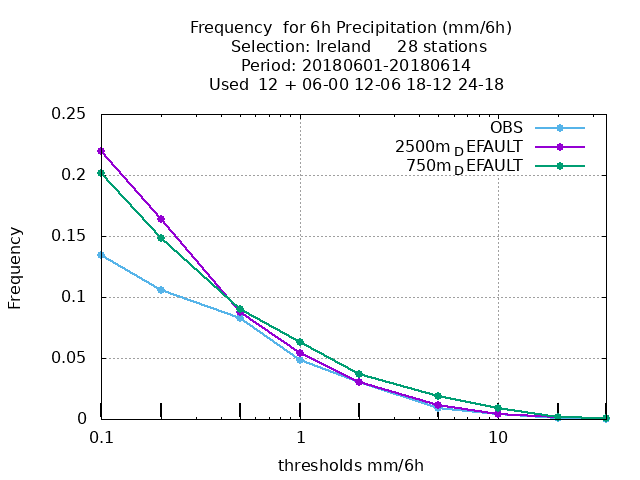 Frequency  for 6h Precipitation (mm/6h)
Selection: Ireland     28 stations
Period: 20180601-20180614
Used  12 + 06-00 12-06 18-12 24-18
0.25
0.2
0.15
0.1
0.05
0
Frequency
OBS
2500m_DEFAULT
750m_DEFAULT
0.1
1
10
thresholds mm/6h